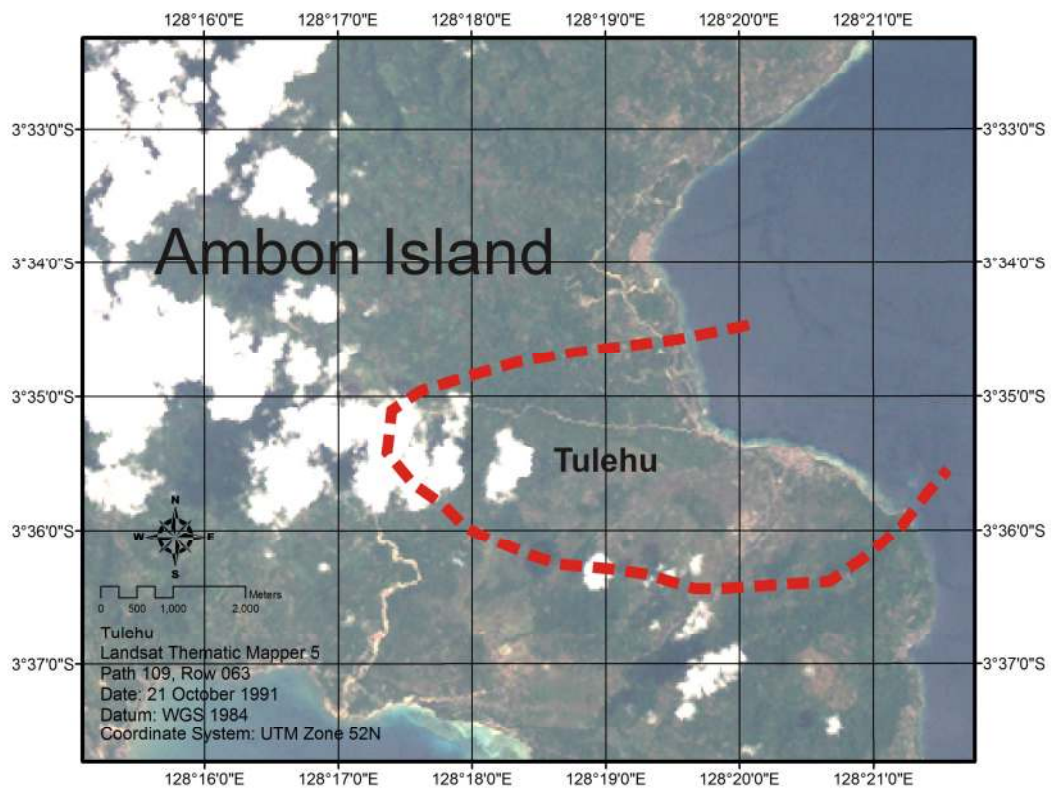 128°16'0"E 128°17'0"E 128°18'0"E 128°19'0"E 128°20'0"E 128°21'0"E
3°33'0"S 3°33'0"S
Ambon Island
3°34'0"S 3°34'0"S
3°35'0"S 3°35'0"S
Tulehu
N
3°36'0"S W E 3°36'0"S
S
Meters
0 500 1,000 2,000
Tulehu
Landsat Thematic Mapper 5
3°37'0"S Path 109, Row 063 3°37'0"S
Date: 21 October 1991
Datum: WGS 1984
Coordinate System: UTM Zone 52N
128°16'0"E 128°17'0"E 128°18'0"E 128°19'0"E 128°20'0"E 128°21'0"E